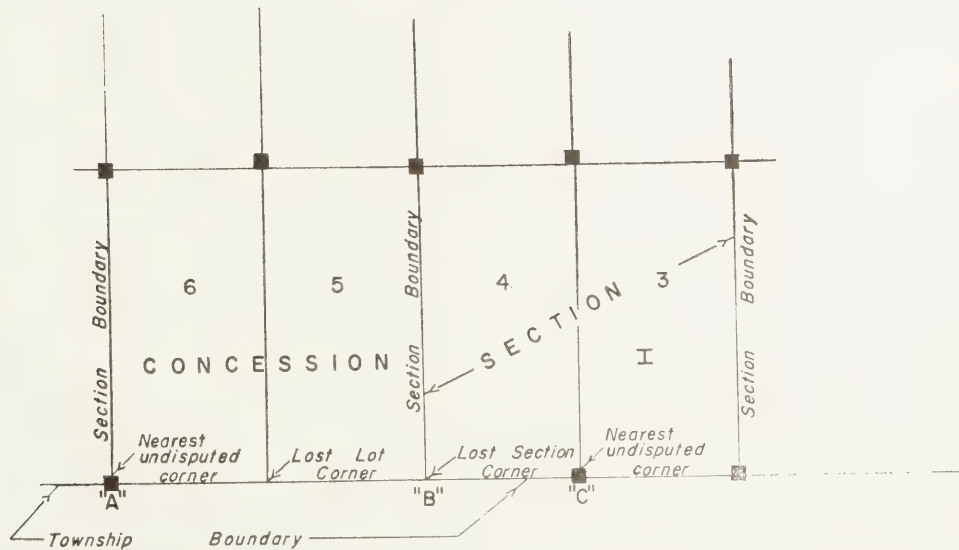 6
5
4
3
Section Boundary
Section Boundary
Section Boundary
SECTION
CONCESSION
I
Nearest
undisputed
corner
Lost Lot
Corner
Lost Section
Corner
Nearest
undisputed
corner
"A"
"B"
"C"
Township Boundary